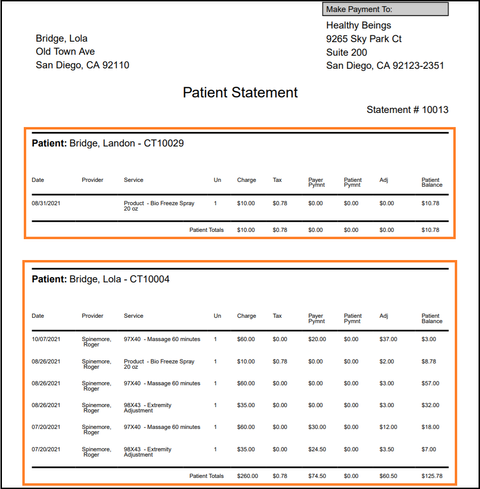 Make Payment To:
Healthy Beings
Bridge, Lola 9265 Sky Park Ct
Old Town Ave Suite 200
San Diego, CA 92110 San Diego, CA 92123-2351
Patient Statement
Statement # 10013
Patient: Bridge, Landon - CT10029
Date Provider Service Un Charge Tax Payer Pymnt Patient Pymnt Adj Patient Balance
08/31/2021 Product - Bio Freeze Spray 1 $10.00 $0.78 $0.00 $0.00 $0.00 $10.78
20 oz
Patient Totals $10.00 $0.78 $0.00 $0.00 $0.00 $10.78
Patient: Bridge, Lola - CT10004
Date Provider Service Un Charge Tax Payer Pymnt Patient Pymnt Adj Patient Balance
10/07/2021 Spinemore, 97X40 - Massage 60 minutes 1 $60.00 $0.00 $20.00 $0.00 $37.00 $3.00
Roger
08/26/2021 Spinemore, Product - Bio Freeze Spray 1 $10.00 $0.78 $0.00 $0.00 $2.00 $8.78
Roger 20 oz
08/26/2021 Spinemore, 97X40 - Massage 60 minutes 1 $60.00 $0.00 $0.00 $0.00 $3.00 $57.00
Roger
08/26/2021 Spinemore, 98X43 - Extremity 1 $35.00 $0.00 $0.00 $0.00 $3.00 $32.00
Roger Adjustment
07/20/2021 Spinemore, 97X40 - Massage 60 minutes 1 $60.00 $0.00 $30.00 $0.00 $12.00 $18.00
Roger
07/20/2021 Spinemore, 98X43 - Extremity 1 $35.00 $0.00 $24.50 $0.00 $3.50 $7.00
Roger Adjustment
Patient Totals $260.00 $0.78 $74.50 $0.00 $60.50 $125.78